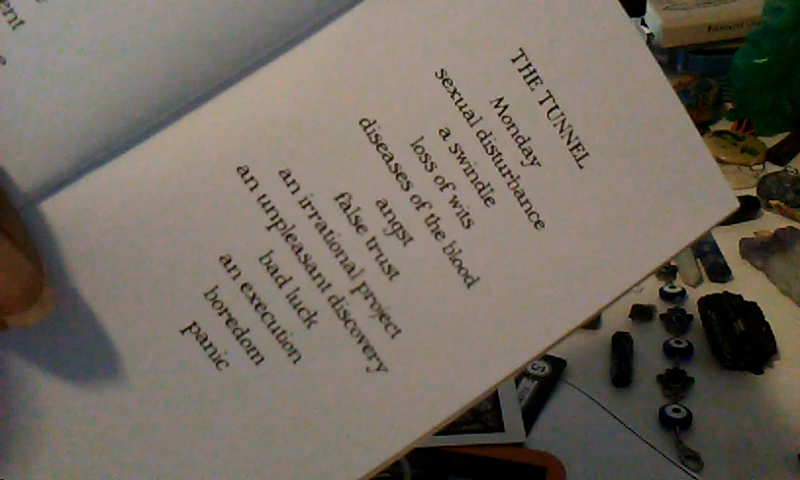 THE TUNNEL
Monday
sexual disturbance
a swindle
loss of wits
diseases of the blood
angst
false trust
an irrational project
an unpleasant discovery
bad luck
an execution
boredom
panic